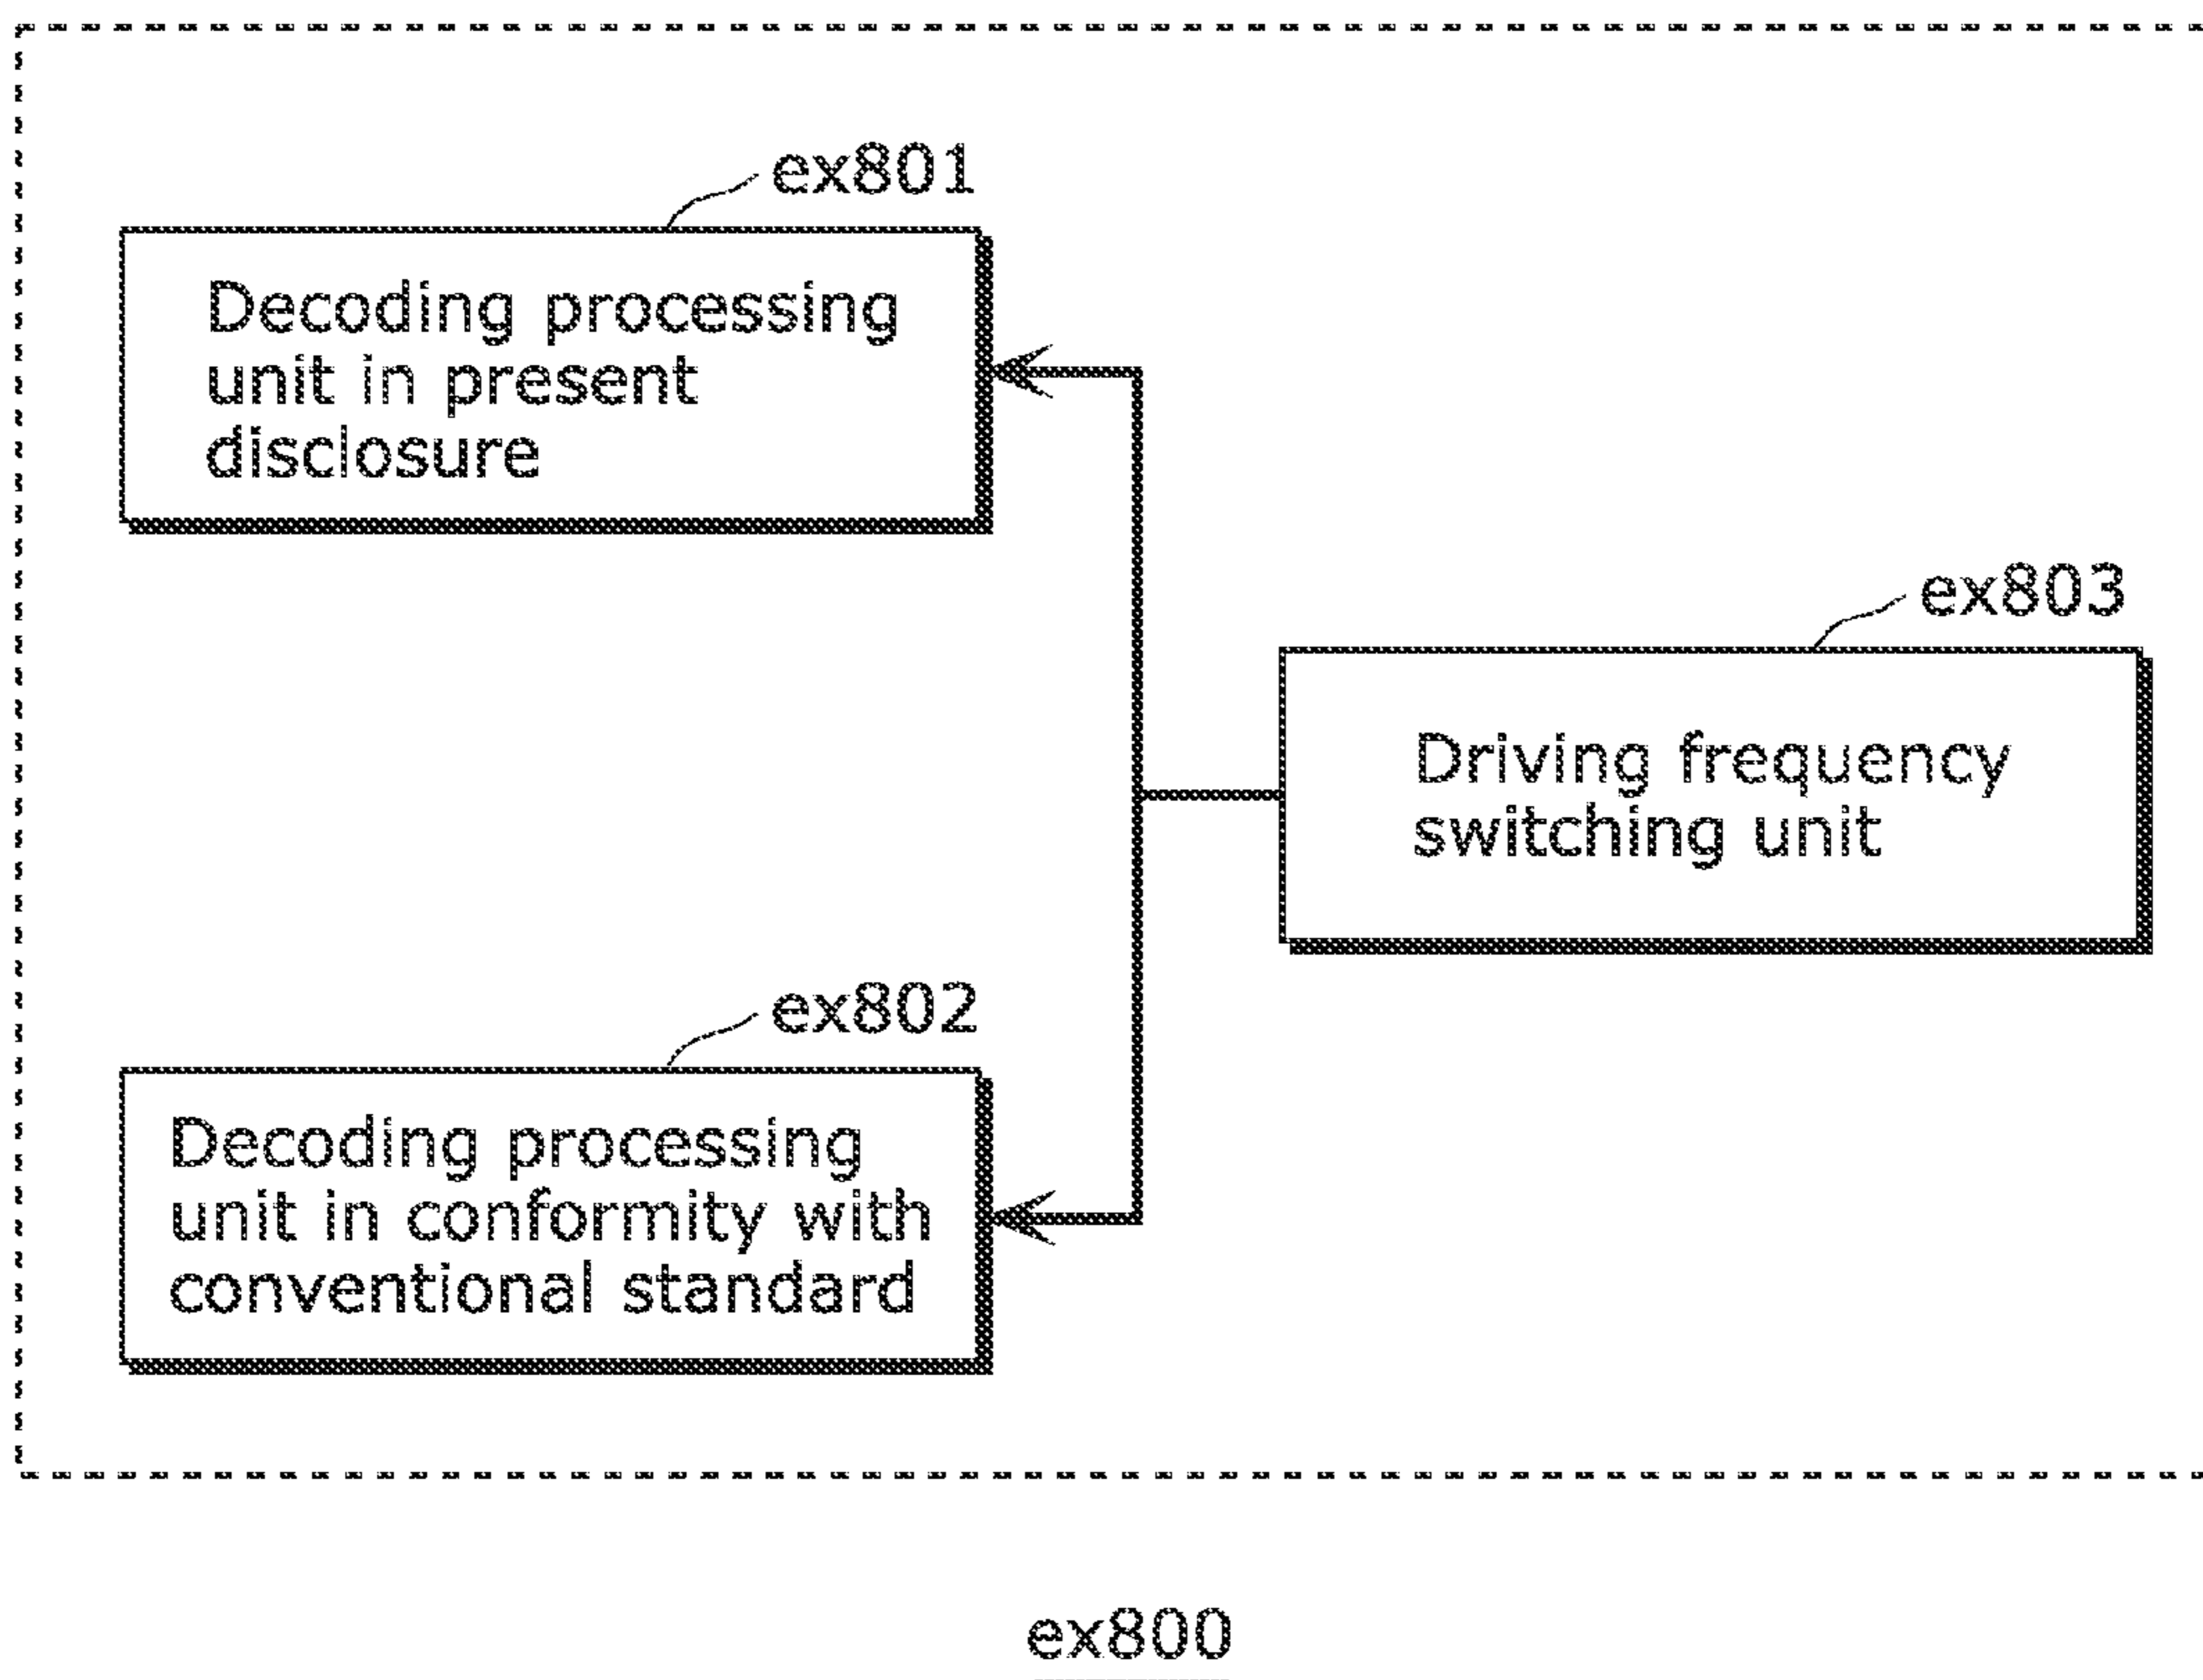 ex801
Decoding processing
unit in present
disclosure
ex803
Driving frequency
switching unit
ex802
Decoding processing
unit in conformity with
conventional standard
ex800